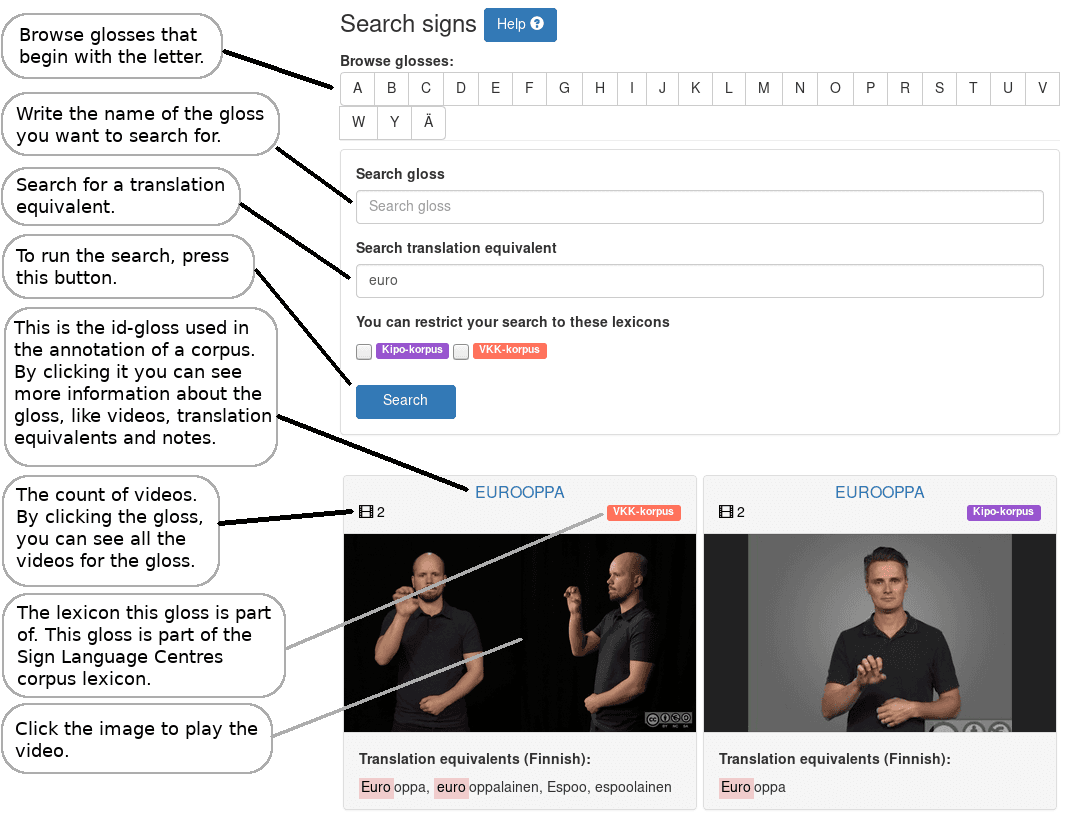 Search signs Help
Browse glosses:
A B C D E F G H I J K L M N O P R S T U V
W Y Ä
Search gloss
Search gloss
Search translation equivalent
euro
You can restrict your search to these lexicons
Kipo-korpus VKK-korpus
Search
Browse glosses that
begin with the letter.
Write the name of the gloss
you want to search for.
Search for a translation
equivalent.
To run the search, press
this button.
This is the id-gloss used in
the annotation of a corpus.
By clicking it you can see
more information about the
gloss, like videos, translation
equivalents and notes.
The count of videos.
By clicking the gloss,
you can see all the
videos for the gloss.
The lexicon this gloss is part
of. This gloss is part of the
Sign Language Centres
corpus lexicon.
Click the image to play the
video.
EUROOPPA
2 VKK-korpus
Translation equivalents (Finnish):
Eurooppa, eurooppalainen, Espoo, espoolainen
EUROOPPA
2 Kipo-korpus
Translation equivalents (Finnish):
Eurooppa